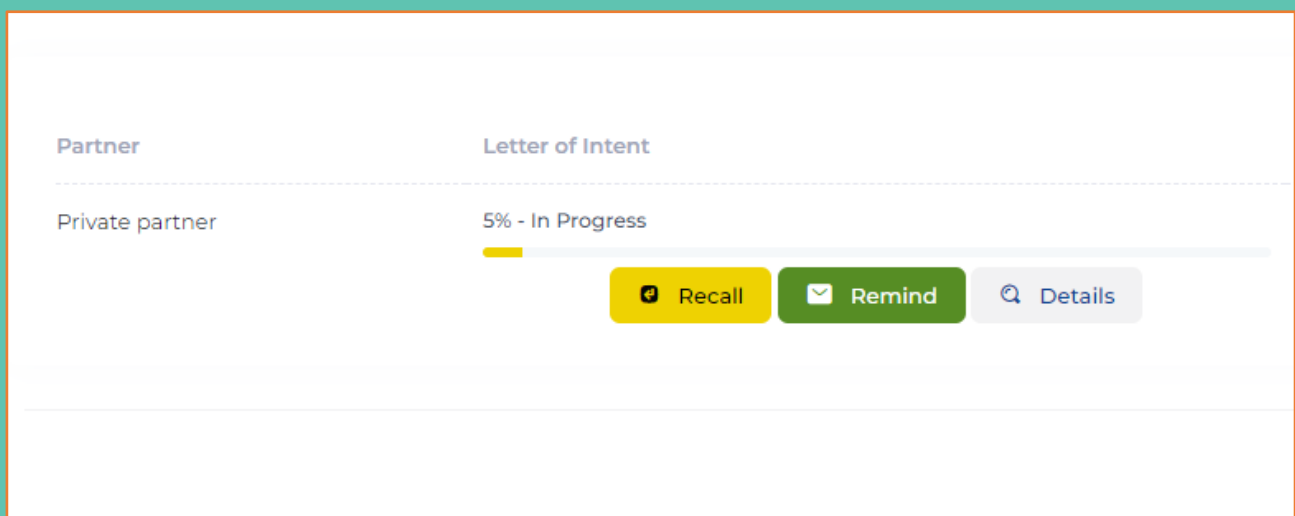 Partner Letter of Intent
Private partner 5% - In Progress
Recall Remind Details